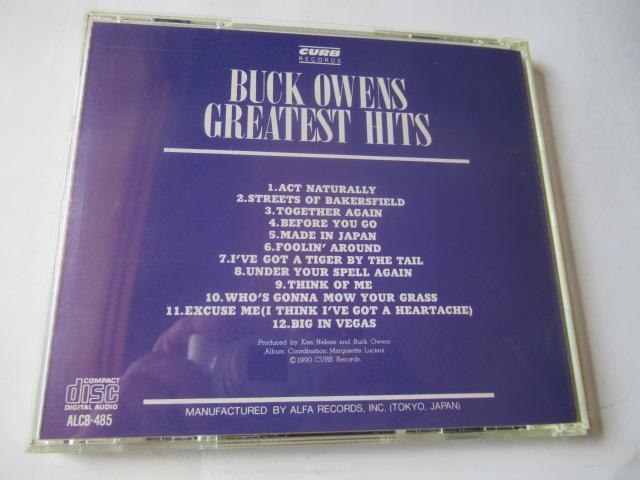 CURB
RECORDS
BUCK OWENS
GREATEST HITS
1.ACT NATURALLY
2.STREETS OF BAKERSFIELD
3.TOGETHER AGAIN
4.BEFORE YOU GO
5.MADE IN JAPAN
6.FOOLIN' AROUND
7.I'VE GOT A TIGER BY THE TAIL
8.UNDER YOUR SPELL AGAIN
9.THINK OF ME
10.WHO'S GONNA MOW YOUR GRASS
11.EXCUSE ME(I THINK I'VE GOT A HEARTACHE)
12.BIG IN VEGAS
Produced by Ken Nelson and Buck Owens
Album Coordination: Marguerite Luciani
©1990 CURB Records.
COMPACT
disc
DIGITAL AUDIO
ALCB-485
MANUFACTURED BY ALFA RECORDS, INC. (TOKYO, JAPAN)